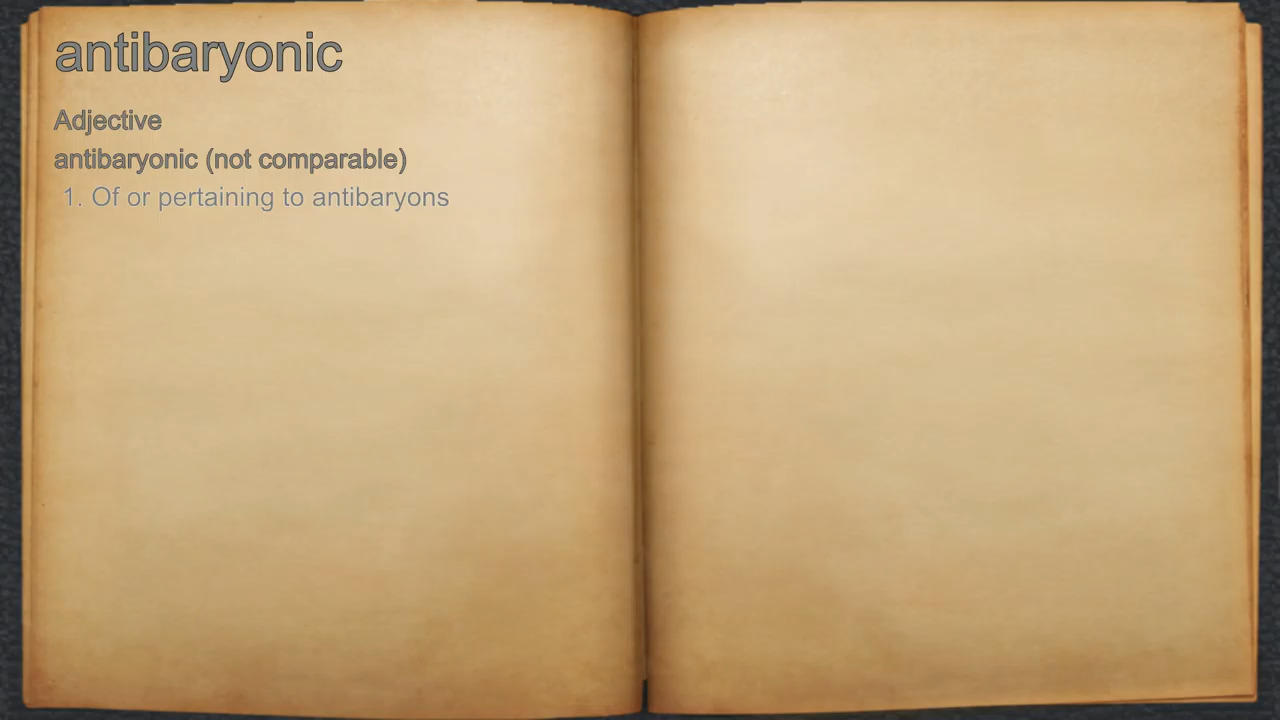 antibaryonic
Adjective
antibaryonic (not comparable)
1. Of or pertaining to antibaryons